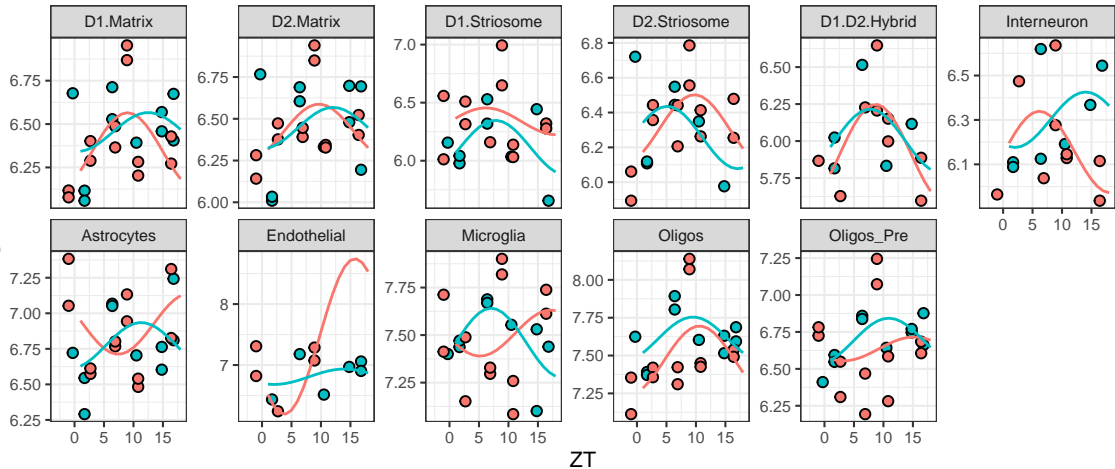 D1.Matrix D2.Matrix D1.Striosome D2.Striosome D1.D2.Hybrid Interneuron
6.75 6.50 6.25
6.75 6.50 6.25 6.00
7.0 6.5 6.0
6.8 6.6 6.4 6.2 6.0
6.50 6.25 6.00 5.75
6.5 6.3 6.1
Astrocytes Endothelial Microglia Oligos Oligos_Pre
7.25 7.00 6.75 6.50 6.25
8 7
7.75 7.50 7.25
8.00 7.75 7.50 7.25
7.25 7.00 6.75 6.50 6.25
0 5 10 15 0 5 10 15 0 5 10 15 0 5 10 15 0 5 10 15 0 5 10 15
ZT